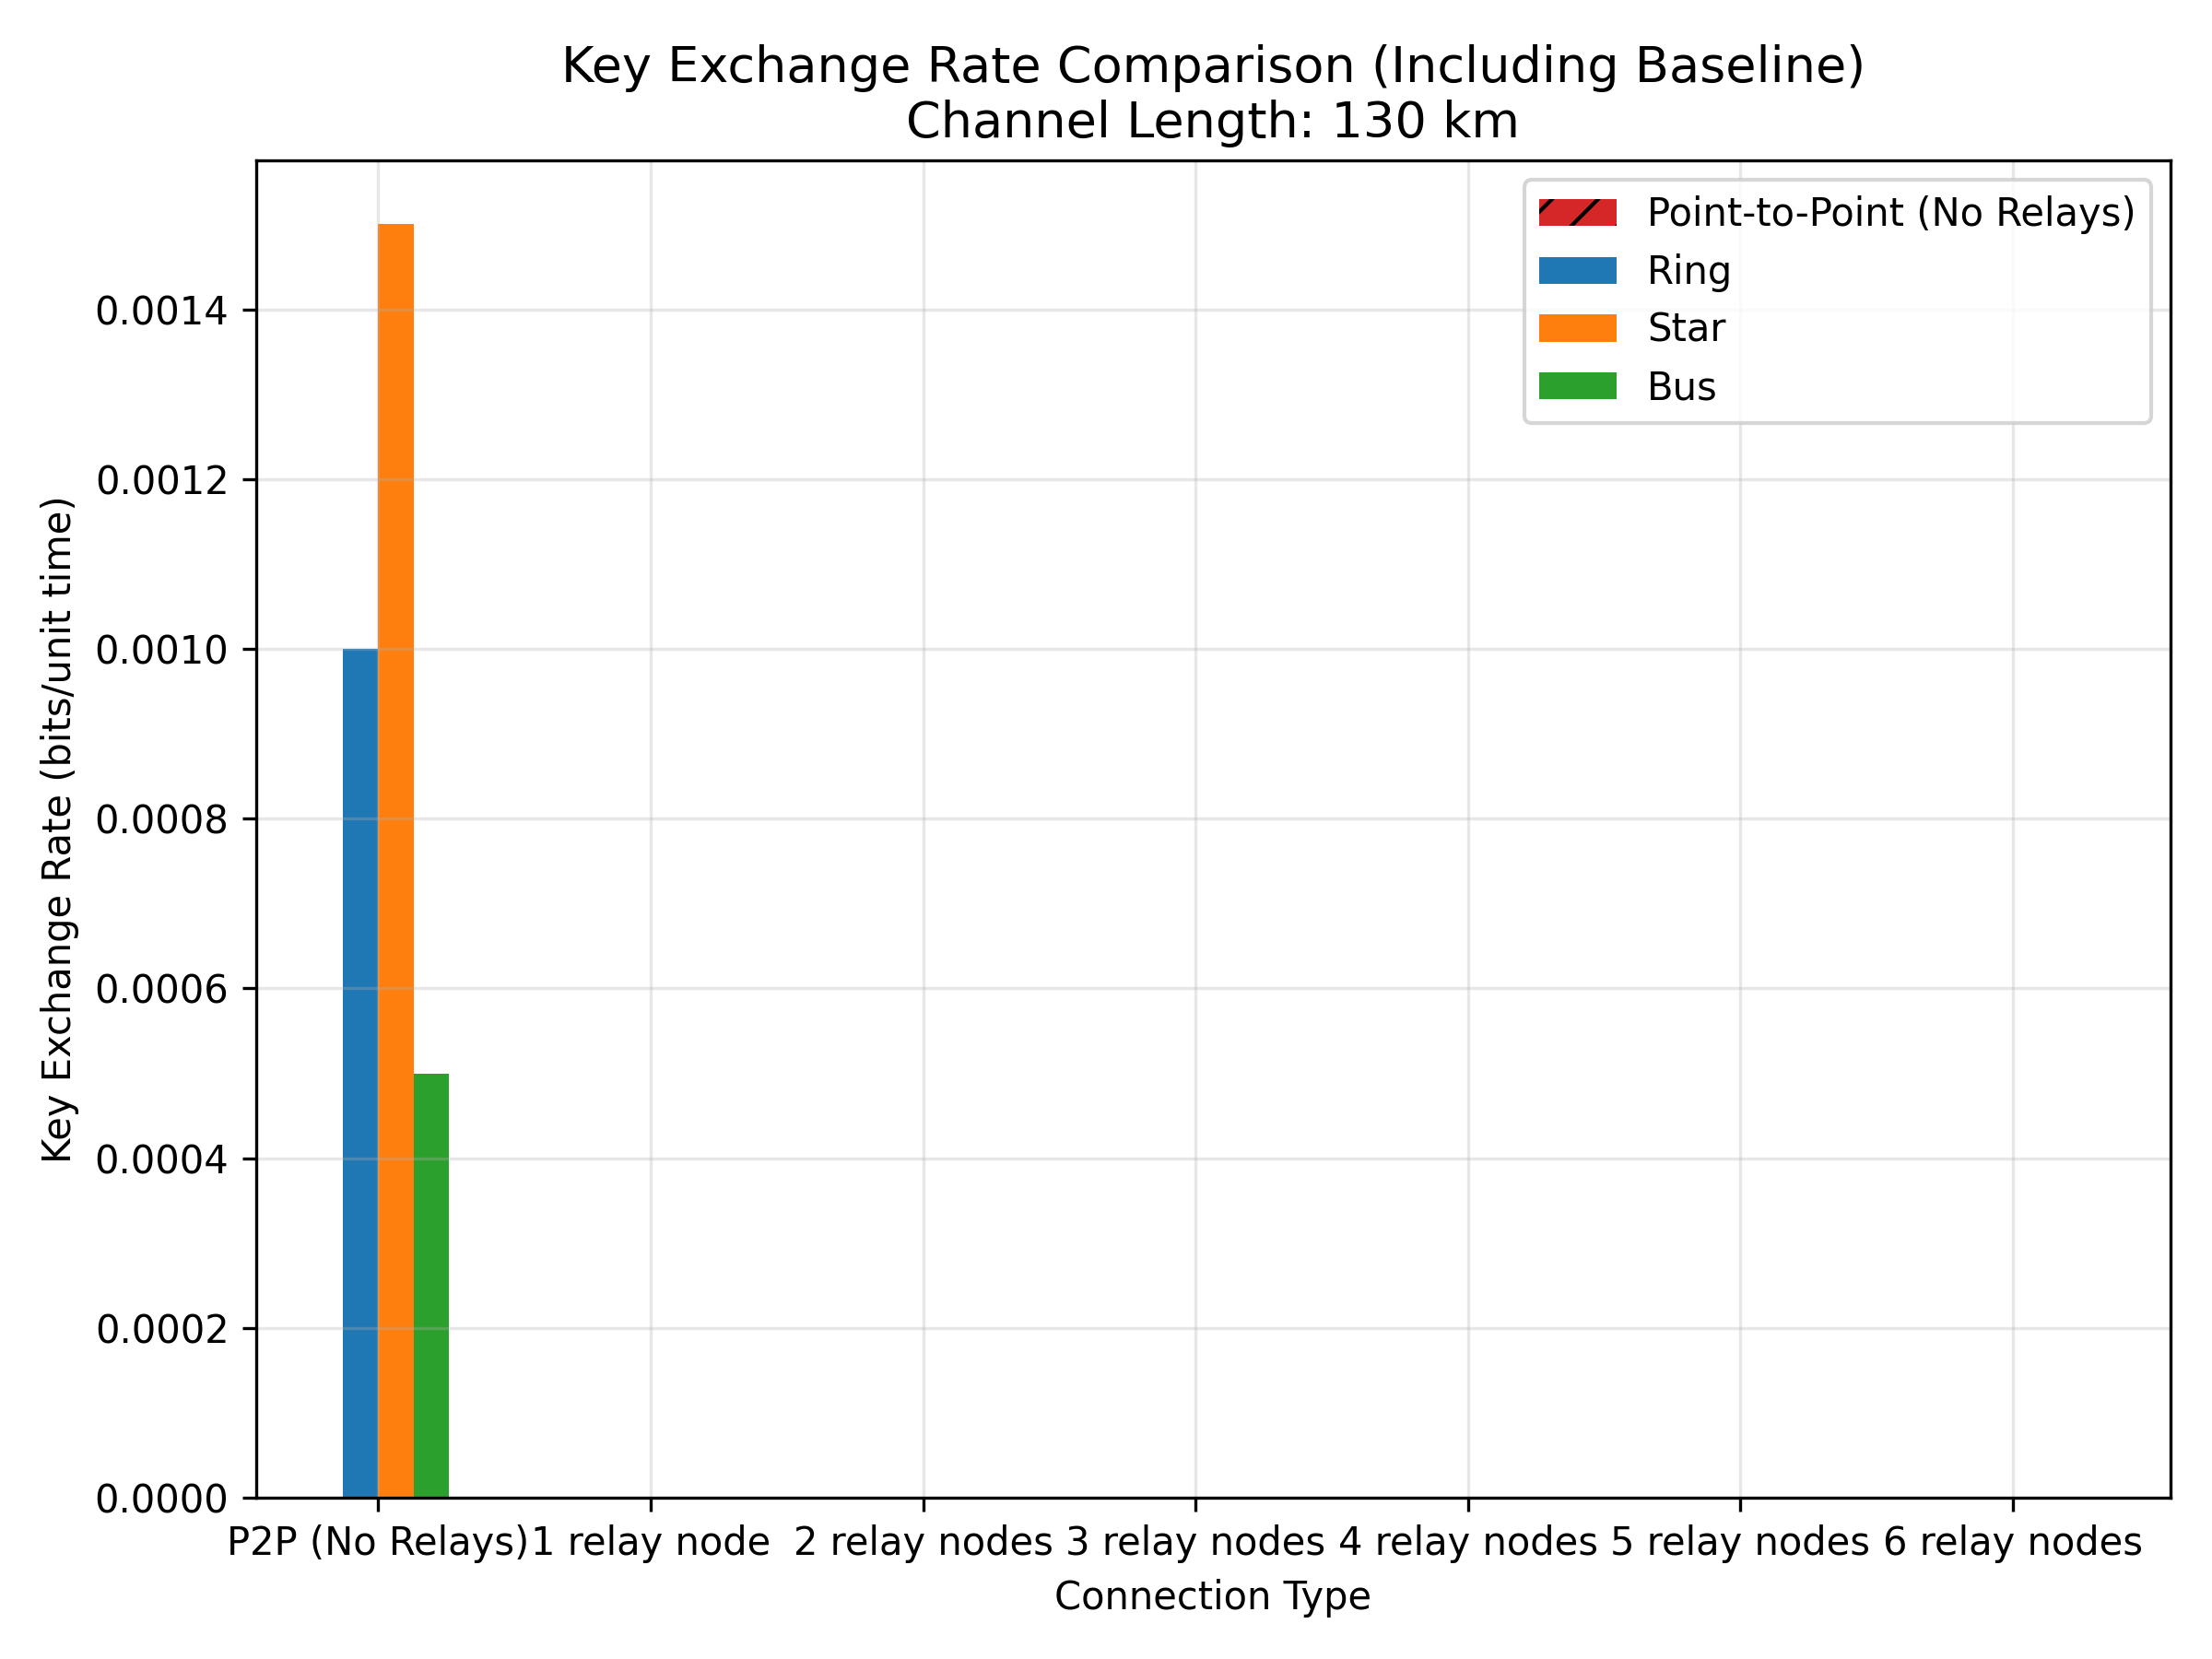 Key Exchange Rate Comparison (Including Baseline)
Channel Length: 130 km
Point-to-Point (No Relays)
Ring
Star
Bus
Key Exchange Rate (bits/unit time)
0.0014
0.0012
0.0010
0.0008
0.0006
0.0004
0.0002
0.0000
P2P (No Relays) 1 relay node 2 relay nodes 3 relay nodes 4 relay nodes 5 relay nodes 6 relay nodes
Connection Type